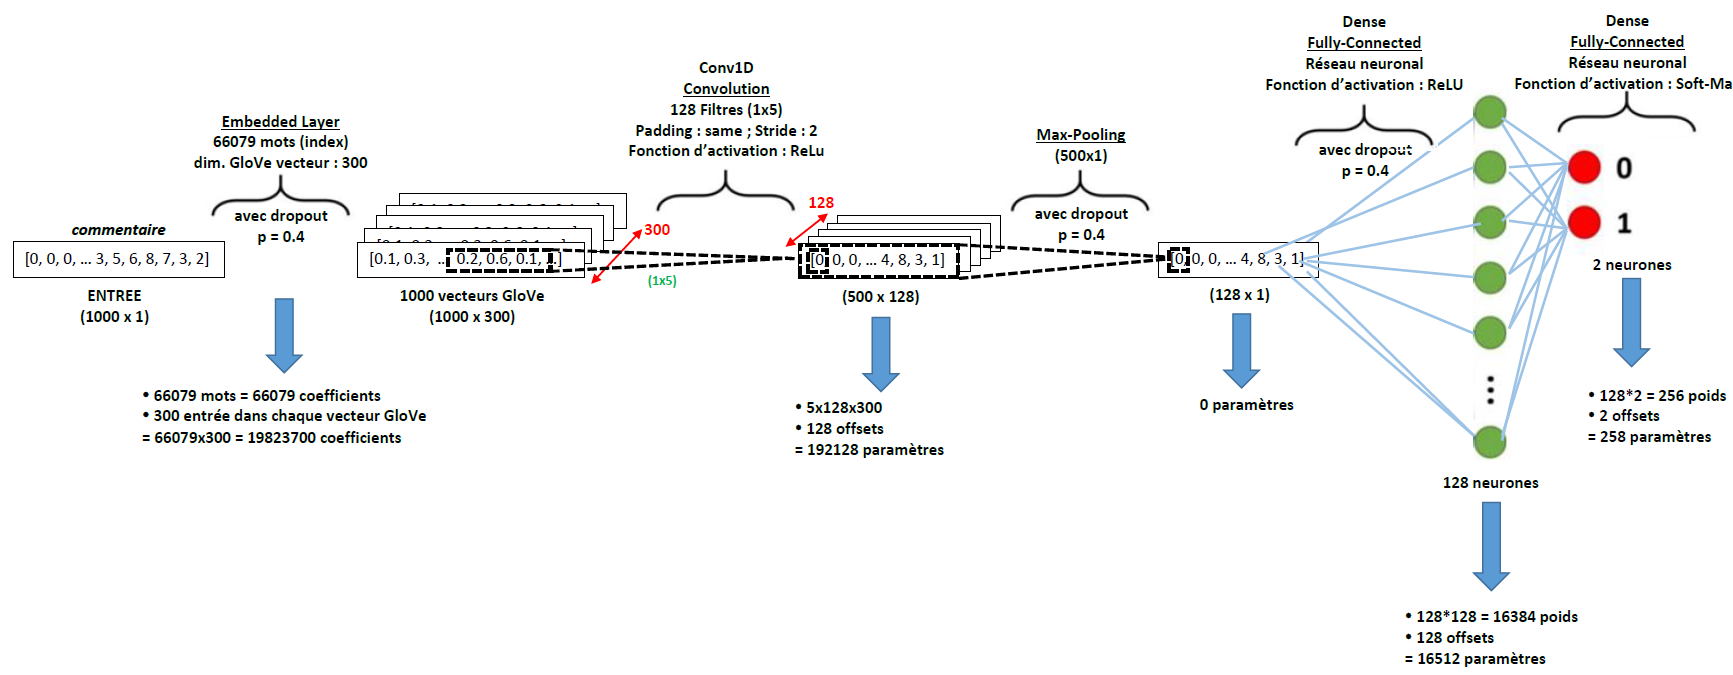 commentaire
[0, 0, 0, ... 3, 5, 6, 8, 7, 3, 2]
ENTREE
(1000 x 1)
Embedded Layer
66079 mots (index)
dim. GloVe vecteur : 300
avec dropout
p = 0.4
• 66079 mots = 66079 coefficients
• 300 entrée dans chaque vecteur GloVe
= 66079x300 = 19823700 coefficients
[0.1, 0.3, .. 0.2, 0.6, 0.1, ..]
300
1000 vecteurs GloVe
(1000 x 300)
(1x5)
Conv1D
Convolution
128 Filtres (1x5)
Padding : same ; Stride : 2
Fonction d'activation : ReLu
128
[0, 0, 0, ... 4, 8, 3, 1]
(500 x 128)
• 5x128x300
• 128 offsets
= 192128 paramètres
Max-Pooling
(500x1)
avec dropout
p = 0.4
[0, 0, 0, ... 4, 8, 3, 1]
(128 x 1)
0 paramètres
Dense
Fully-Connected
Réseau neuronal
Fonction d'activation : ReLU
avec dropout
p = 0.4
128 neurones
• 128*128 = 16384 poids
• 128 offsets
= 16512 paramètres
Dense
Fully-Connected
Réseau neuronal
Fonction d'activation : Soft-Ma
0
1
2 neurones
• 128*2 = 256 poids
• 2 offsets
= 258 paramètres